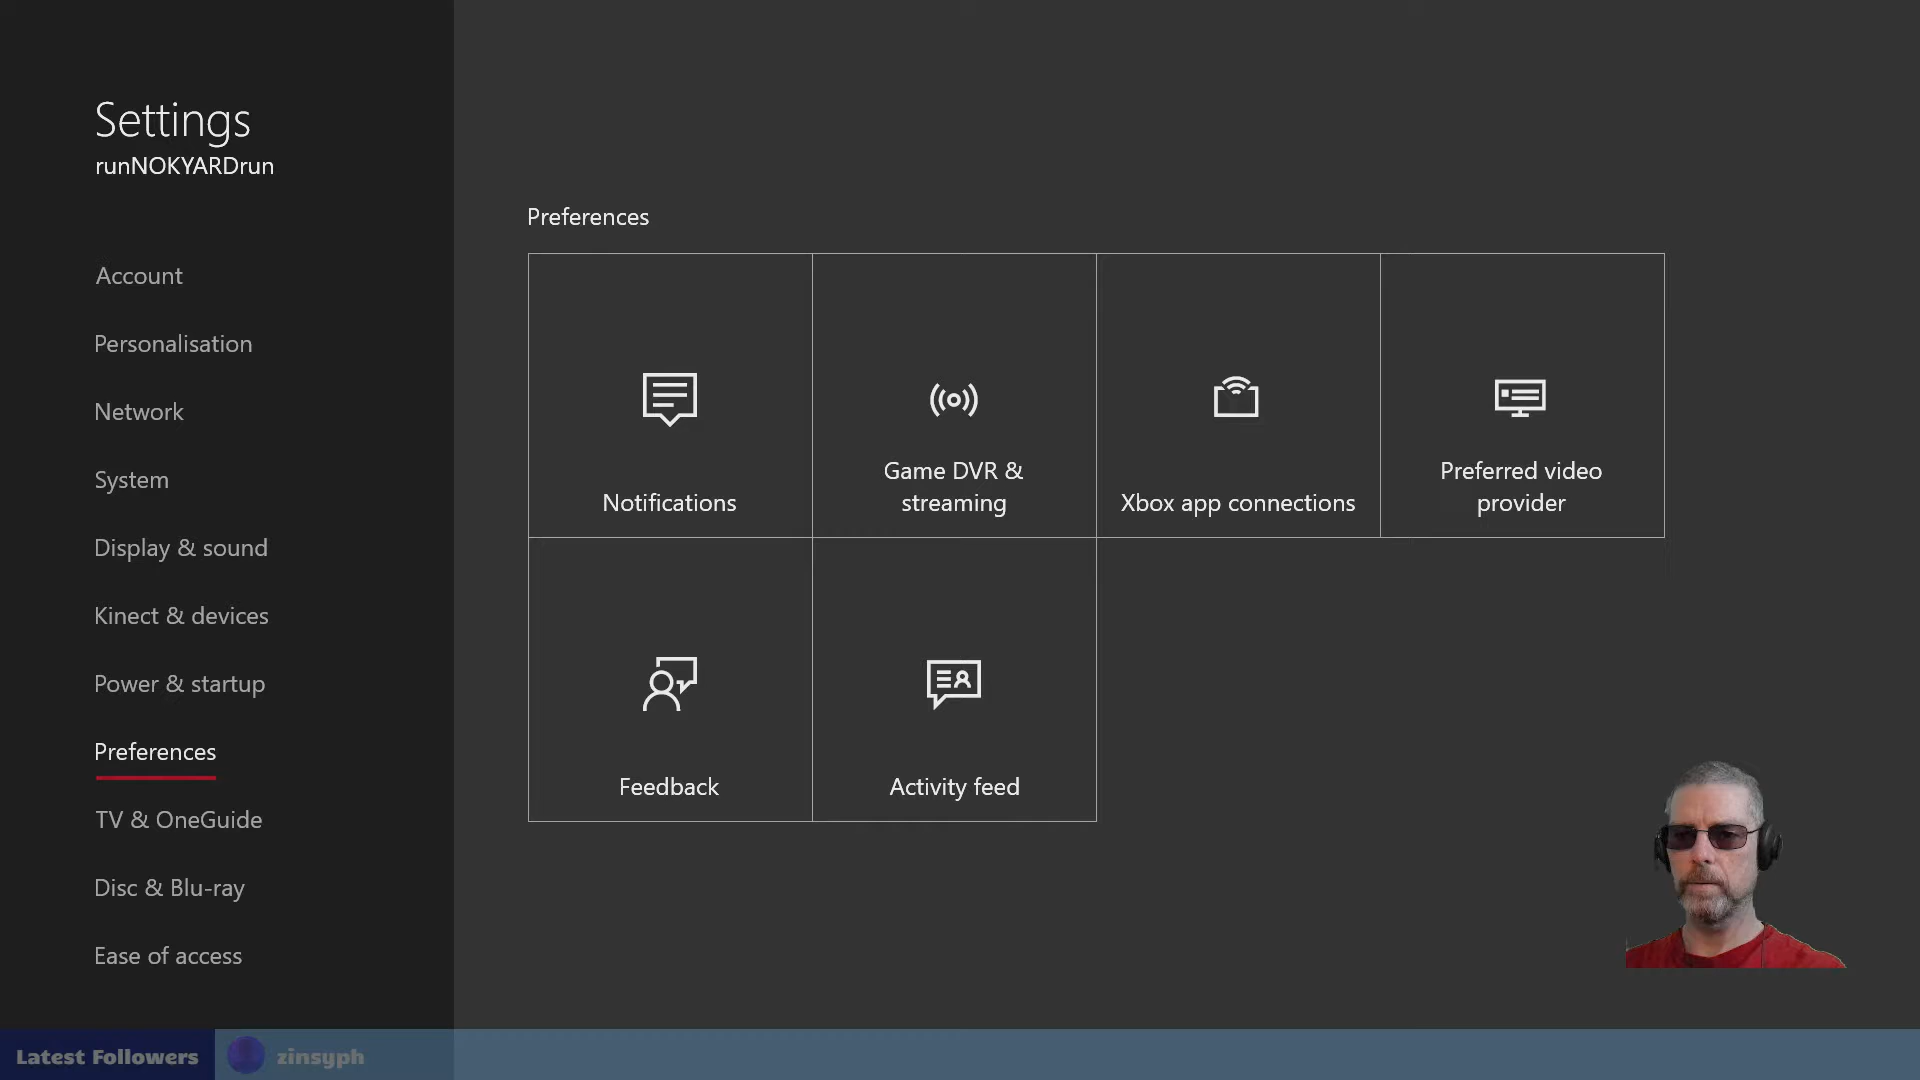 Settings
runNOKYARDrun
Account
Personalisation
Network
System
Display & sound
Kinect & devices
Power & startup
Preferences
TV & OneGuide
Disc & Blu-ray
Ease of access
Preferences
Notifications
Game DVR &
streaming
Xbox app connections
Preferred video
provider
Feedback
Activity feed
Latest Followers
zinsyph